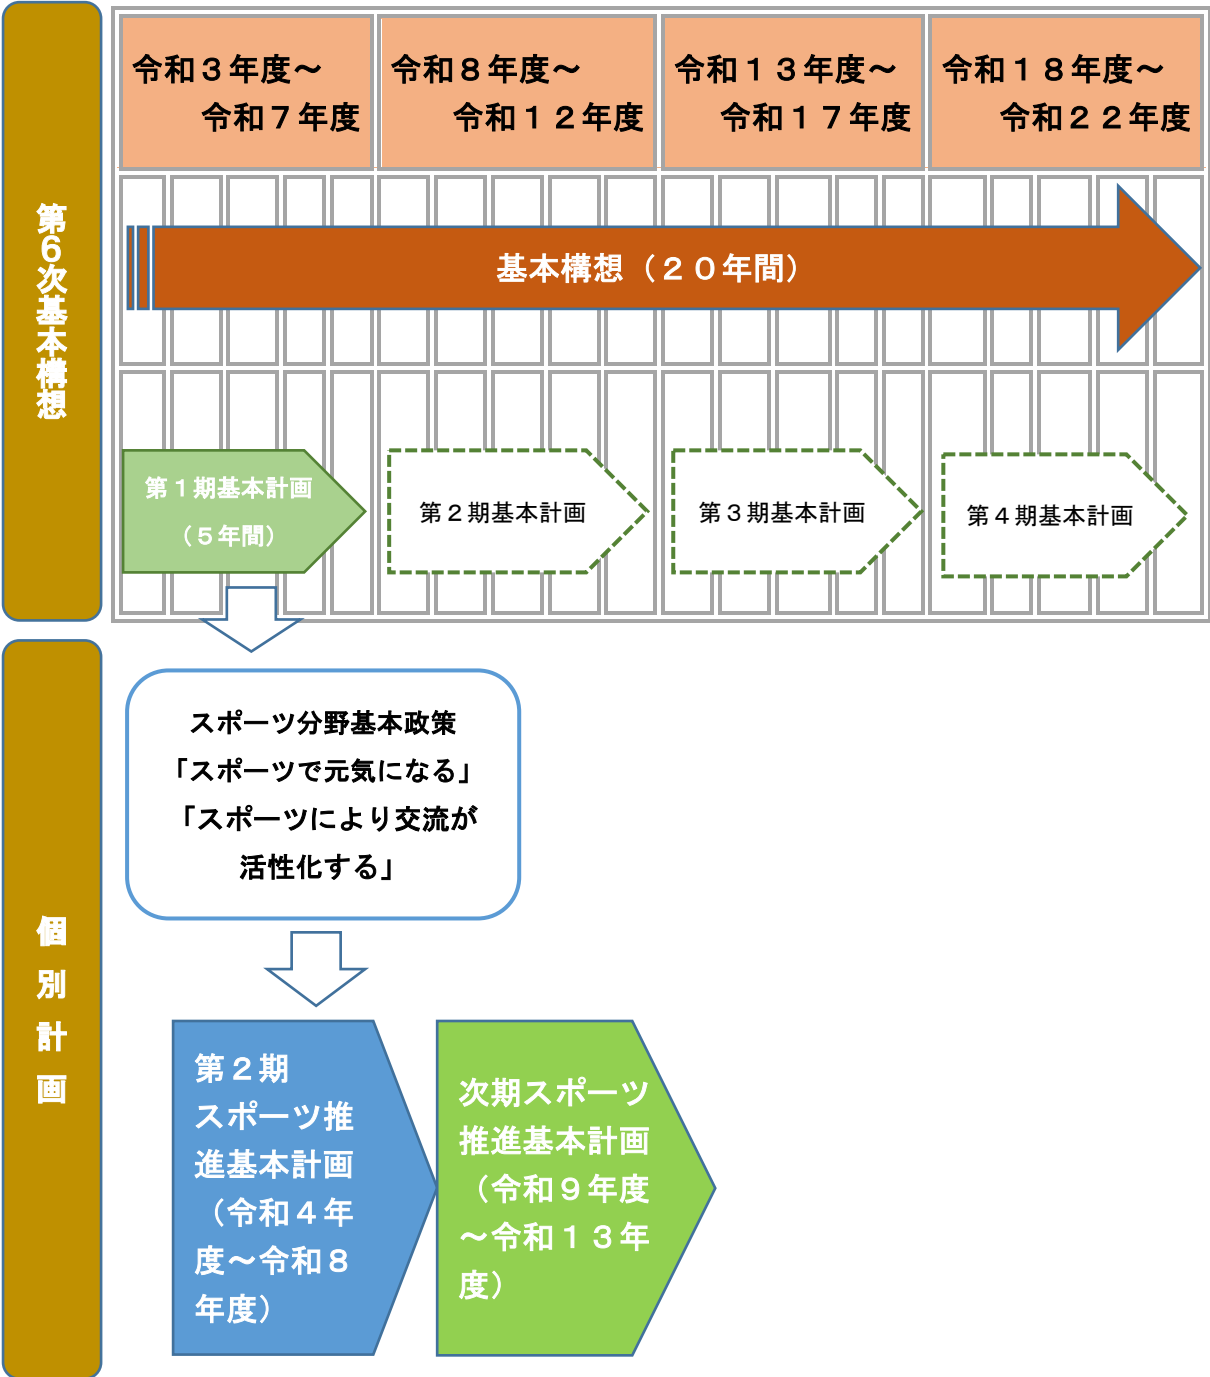 第６次基本構想
令和３年度～
令和７年度
令和８年度～
令和１２年度
令和１３年度～
令和１７年度
令和１８年度～
令和２２年度
基本構想（２０年間）
第１期基本計画
（５年間）
第２期基本計画
第３期基本計画
第４期基本計画
個別計画
スポーツ分野基本政策
「スポーツで元気になる」
「スポーツにより交流が
活性化する」
第２期
スポーツ推
進基本計画
（令和４年
度～令和８
年度）
次期スポーツ
推進基本計画
（令和９年度
～令和１３年
度）